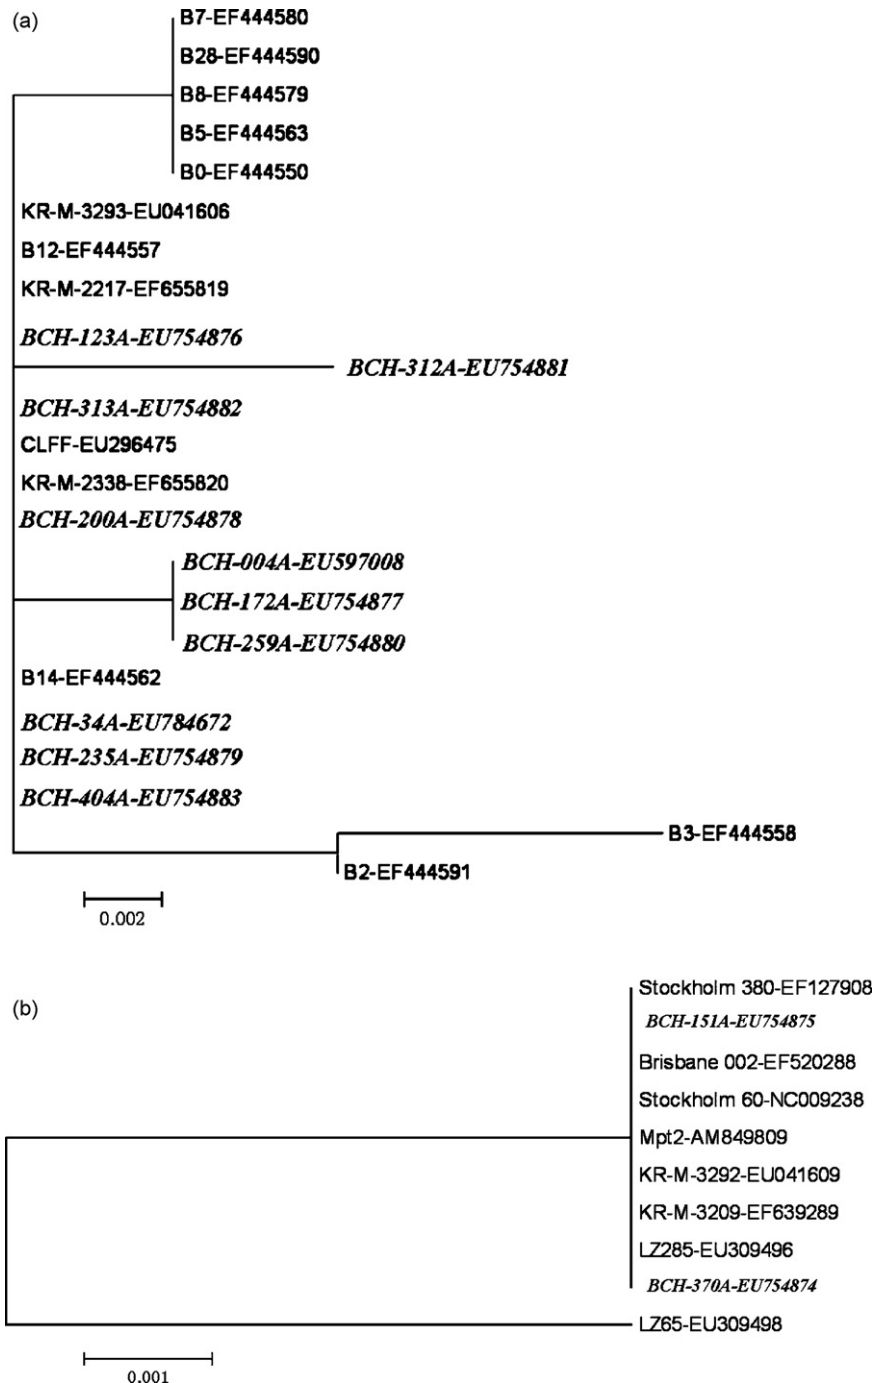 (a)
B7-EF444580
B28-EF444590
B8-EF444579
B5-EF444563
B0-EF444550
KR-M-3293-EU041606
B12-EF444557
KR-M-2217-EF655819
BCH-123A-EU754876
BCH-312A-EU754881
BCH-313A-EU754882
CLFF-EU296475
KR-M-2338-EF655820
BCH-200A-EU754878
BCH-004A-EU597008
BCH-172A-EU754877
BCH-259A-EU754880
B14-EF444562
BCH-34A-EU784672
BCH-235A-EU754879
BCH-404A-EU754883
B3-EF444558
B2-EF444591
0.002
(b)
Stockholm 380-EF127908
BCH-151A-EU754875
Brisbane 002-EF520288
Stockholm 60-NC009238
Mpt2-AM849809
KR-M-3292-EU041609
KR-M-3209-EF639289
LZ285-EU309496
BCH-370A-EU754874
LZ65-EU309498
0.001